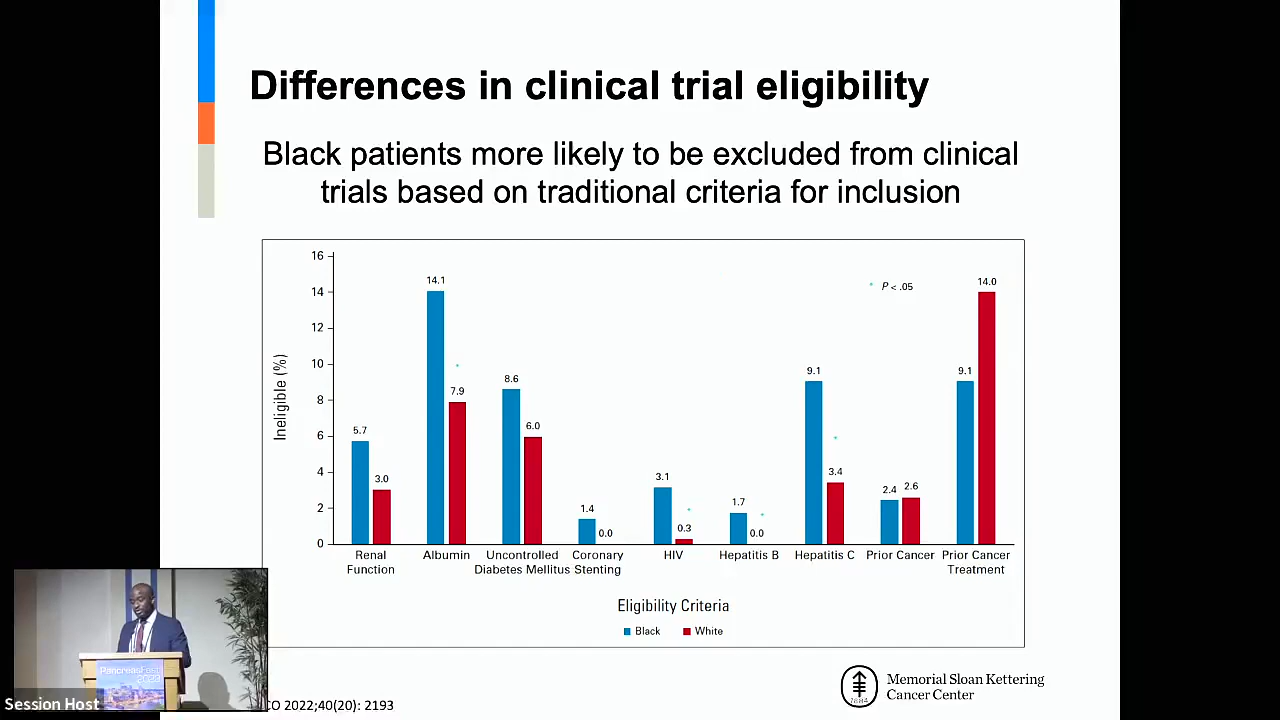 Differences in clinical trial eligibility
Black patients more likely to be excluded from clinical
trials based on traditional criteria for inclusion
16
14
12
10
8
6
4
2
0
Ineligible (%)
* P < .05
5.7
3.0
14.1
*
7.9
8.6
6.0
1.4
0.0
3.1
*
0.3
1.7
*
0.0
9.1
*
3.4
2.4
2.6
9.1
14.0
Renal
Function
Albumin
Uncontrolled
Diabetes Mellitus
Coronary
Stenting
HIV
Hepatitis B
Hepatitis C
Prior Cancer
Prior Cancer
Treatment
Eligibility Criteria
Black
White
Memorial Sloan Kettering
Cancer Center
1884
CO 2022;40(20): 2193
Session Host